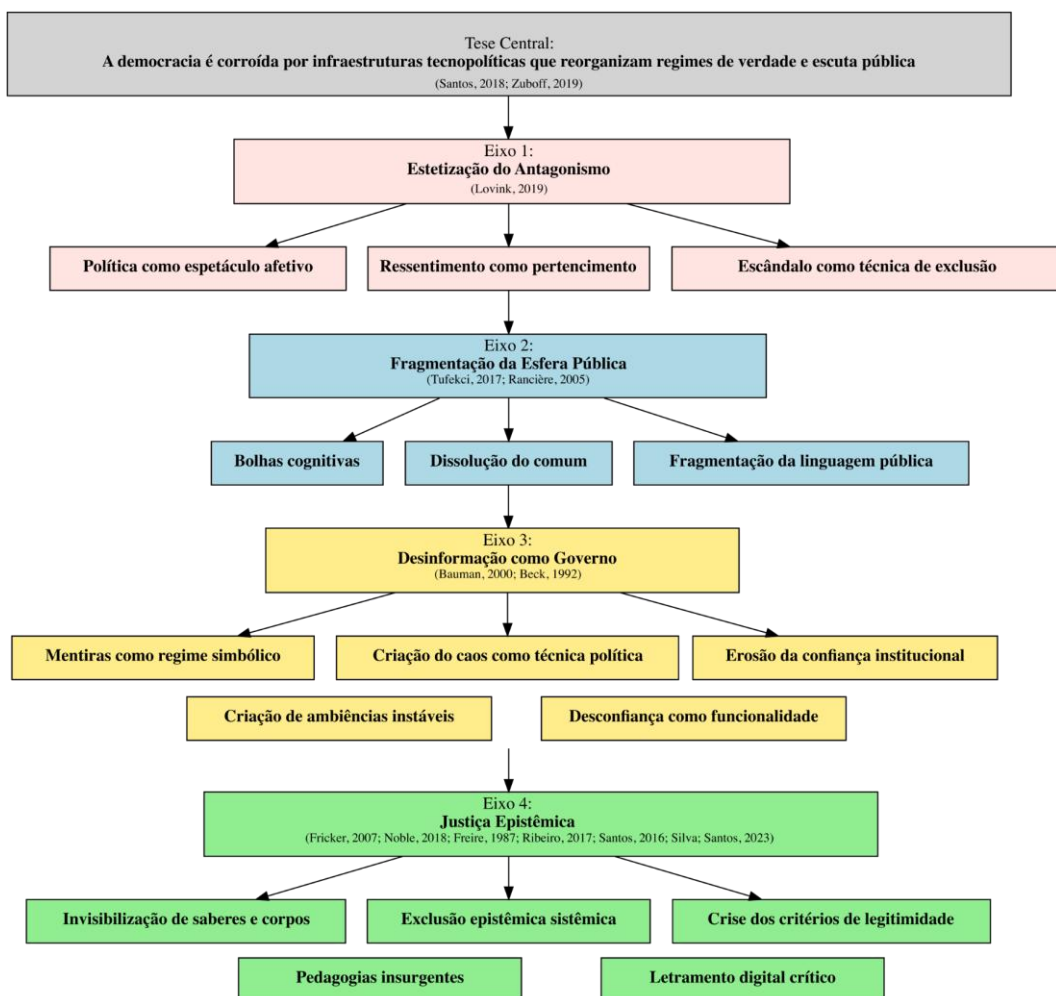 Tese Central:
A democracia é corroída por infraestruturas tecnopolíticas que reorganizam regimes de verdade e escuta pública
(Santos, 2018; Zuboff, 2019)
Eixo 1:
Estetização do Antagonismo
(Lovink, 2019)
Política como espetáculo afetivo
Ressentimento como pertencimento
Escândalo como técnica de exclusão
Eixo 2:
Fragmentação da Esfera Pública
(Tufekci, 2017; Rancière, 2005)
Bolhas cognitivas
Dissolução do comum
Fragmentação da linguagem pública
Eixo 3:
Desinformação como Governo
(Bauman, 2000; Beck, 1992)
Mentiras como regime simbólico
Criação do caos como técnica política
Erosão da confiança institucional
Criação de ambiências instáveis
Desconfiança como funcionalidade
Eixo 4:
Justiça Epistêmica
(Fricker, 2007; Noble, 2018; Freire, 1987; Ribeiro, 2017; Santos, 2016; Silva; Santos, 2023)
Invisibilização de saberes e corpos
Exclusão epistêmica sistêmica
Crise dos critérios de legitimidade
Pedagogias insurgentes
Letramento digital crítico